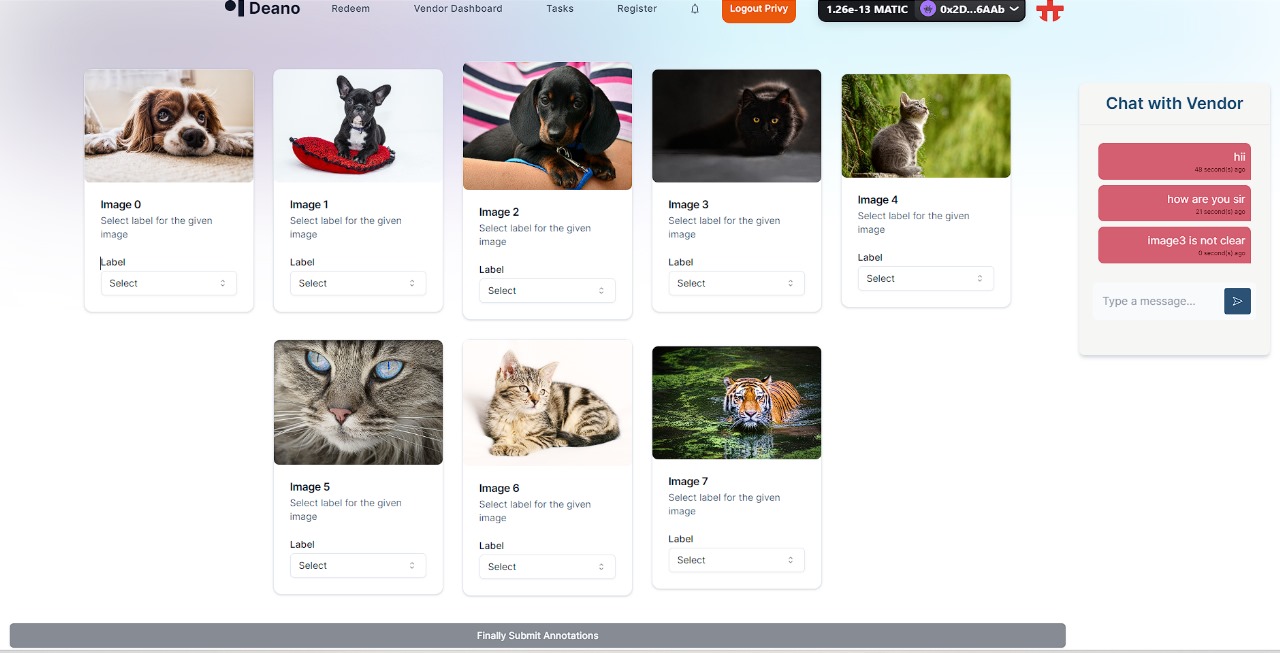 Deano
Redeem
Vendor Dashboard
Tasks
Register
Logout Privy
1.26e-13 MATIC
0x2D...6AAb
Image 0
Select label for the given
image
Label
Select
Image 1
Select label for the given
image
Label
Select
Image 2
Select label for the given
image
Label
Select
Image 3
Select label for the given
image
Label
Select
Image 4
Select label for the given
image
Label
Select
Image 5
Select label for the given
image
Label
Select
Image 6
Select label for the given
image
Label
Select
Image 7
Select label for the given
image
Label
Select
Finally Submit Annotations
Chat with Vendor
hii
48 second(s) ago
how are you sir
21 second(s) ago
image3 is not clear
0 second(s) ago
Type a message...